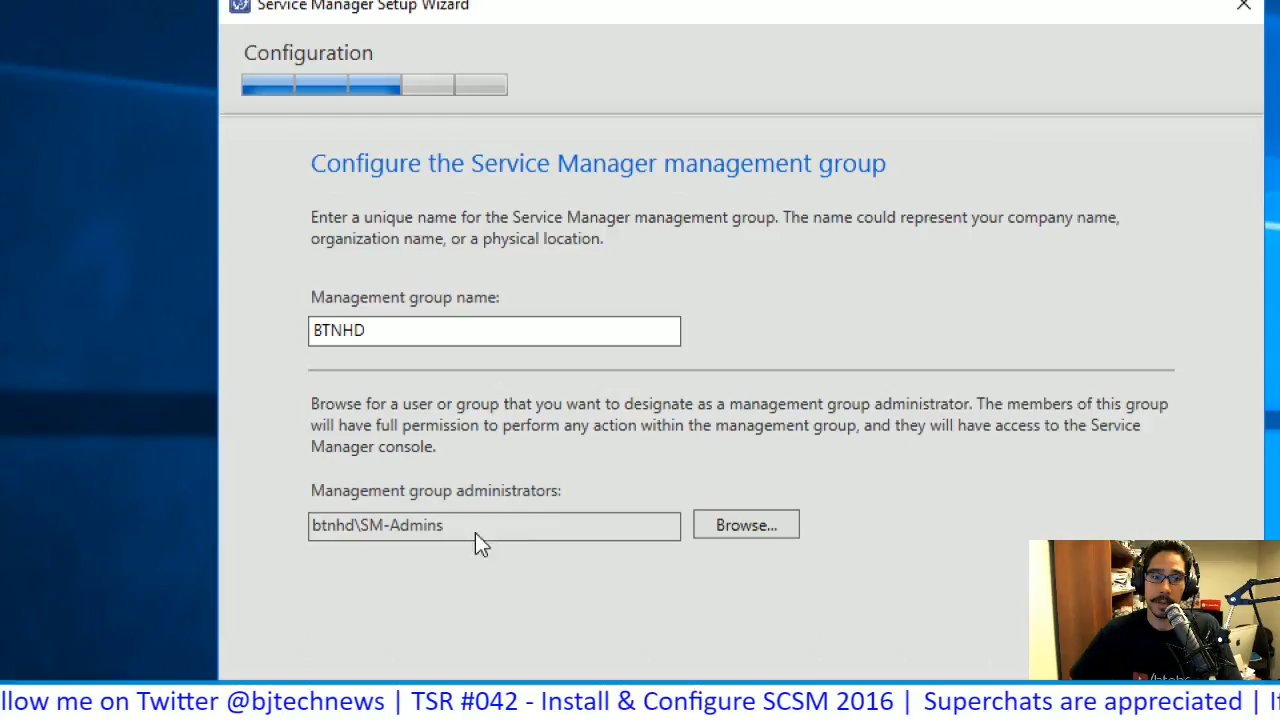 Service Manager Setup Wizard
Configuration
Configure the Service Manager management group
Enter a unique name for the Service Manager management group. The name could represent your company name,
organization name, or a physical location.
Management group name:
BTNHD
Browse for a user or group that you want to designate as a management group administrator. The members of this group
will have full permission to perform any action within the management group, and they will have access to the Service
Manager console.
Management group administrators:
btnhd\SM-Admins
Browse...
llow me on Twitter @bjtechnews | TSR #042 - Install & Configure SCSM 2016 | Superchats are appreciated | I